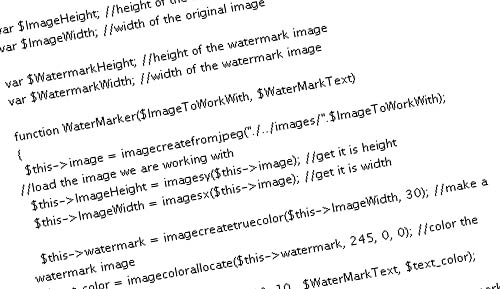 var $ImageHeight; //height of the
var $ImageWidth; //width of the original image
var $WatermarkHeight; //height of the watermark image
var $WatermarkWidth; //width of the watermark image
function WaterMarker($ImageToWorkWith, $WaterMarkText)
{
$this->image = imagecreatefromjpeg("./../images/".$ImageToWorkWith);
//load the image we are working with
$this->ImageHeight = imagesy($this->image); //get it is height
$this->ImageWidth = imagesx($this->image); //get it is width
$this->watermark = imagecreatetruecolor($this->ImageWidth, 30); //make a
watermark image
color = imagecolorallocate($this->watermark, 245, 0, 0); //color the
10, $WaterMarkText, $text_color);